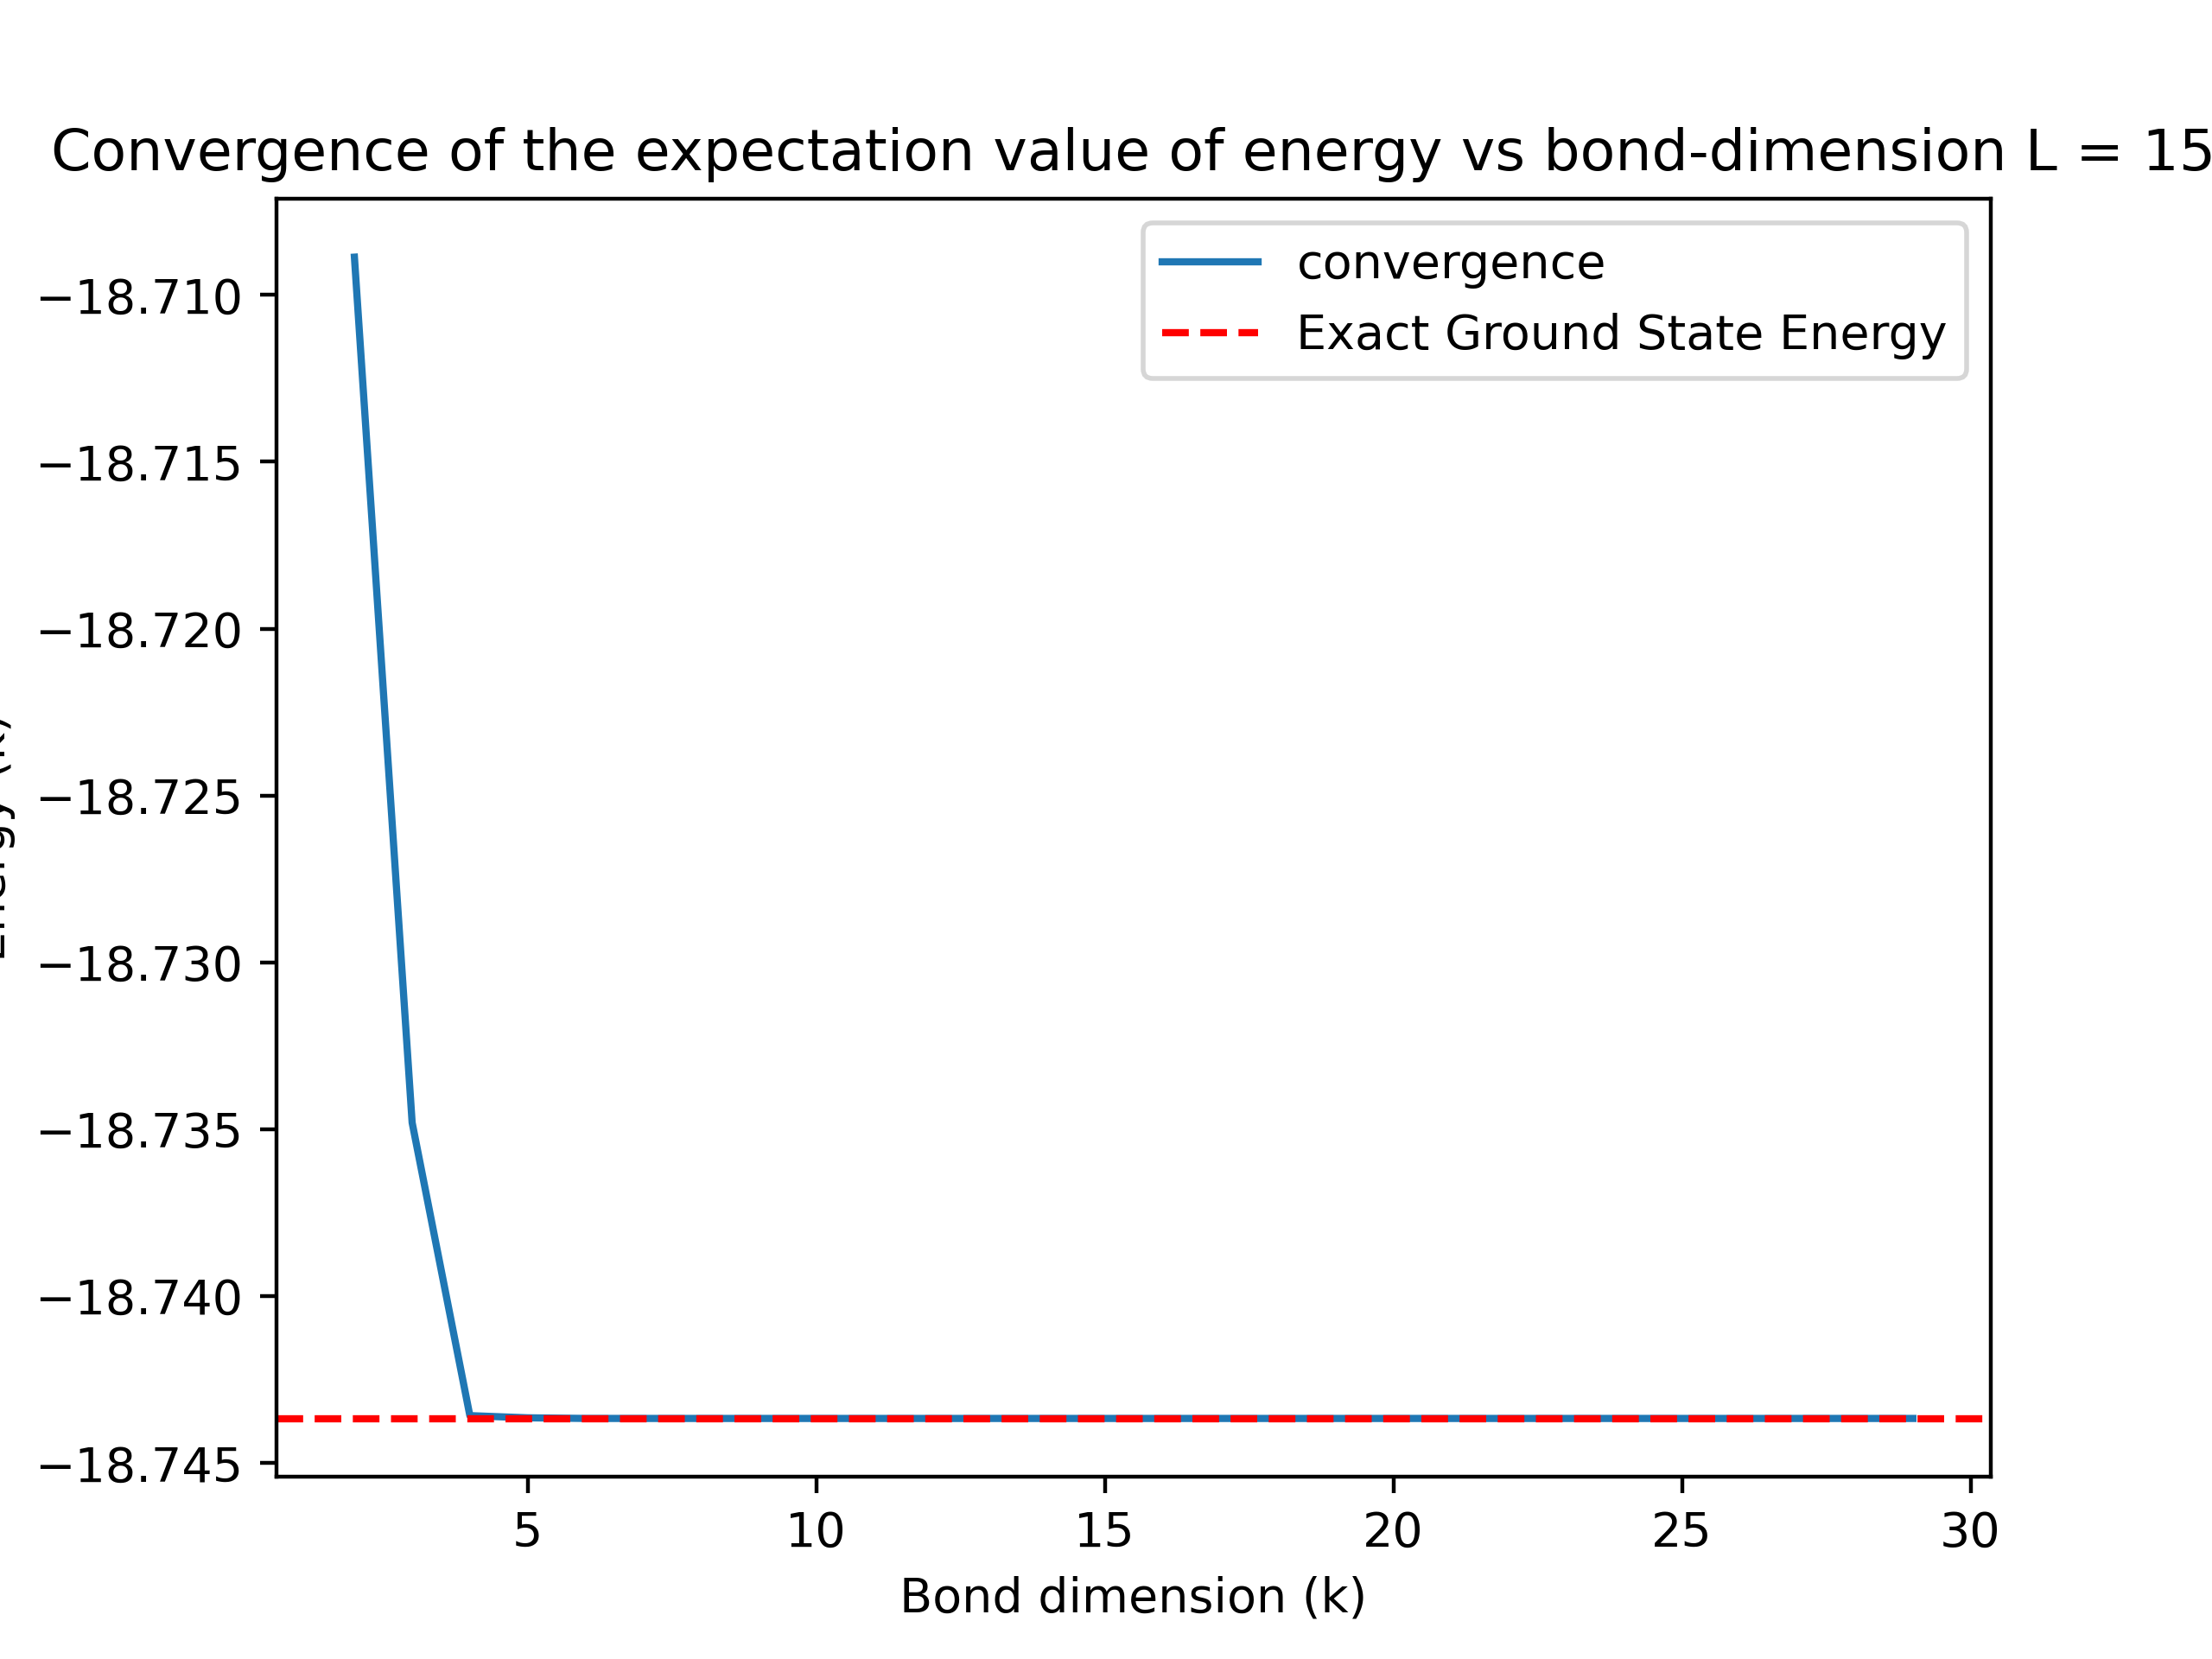 Convergence of the expectation value of energy vs bond-dimension L = 15
convergence
Exact Ground State Energy
−18.710
−18.715
−18.720
−18.725
−18.730
−18.735
−18.740
−18.745
5 10 15 20 25 30
Bond dimension (k)